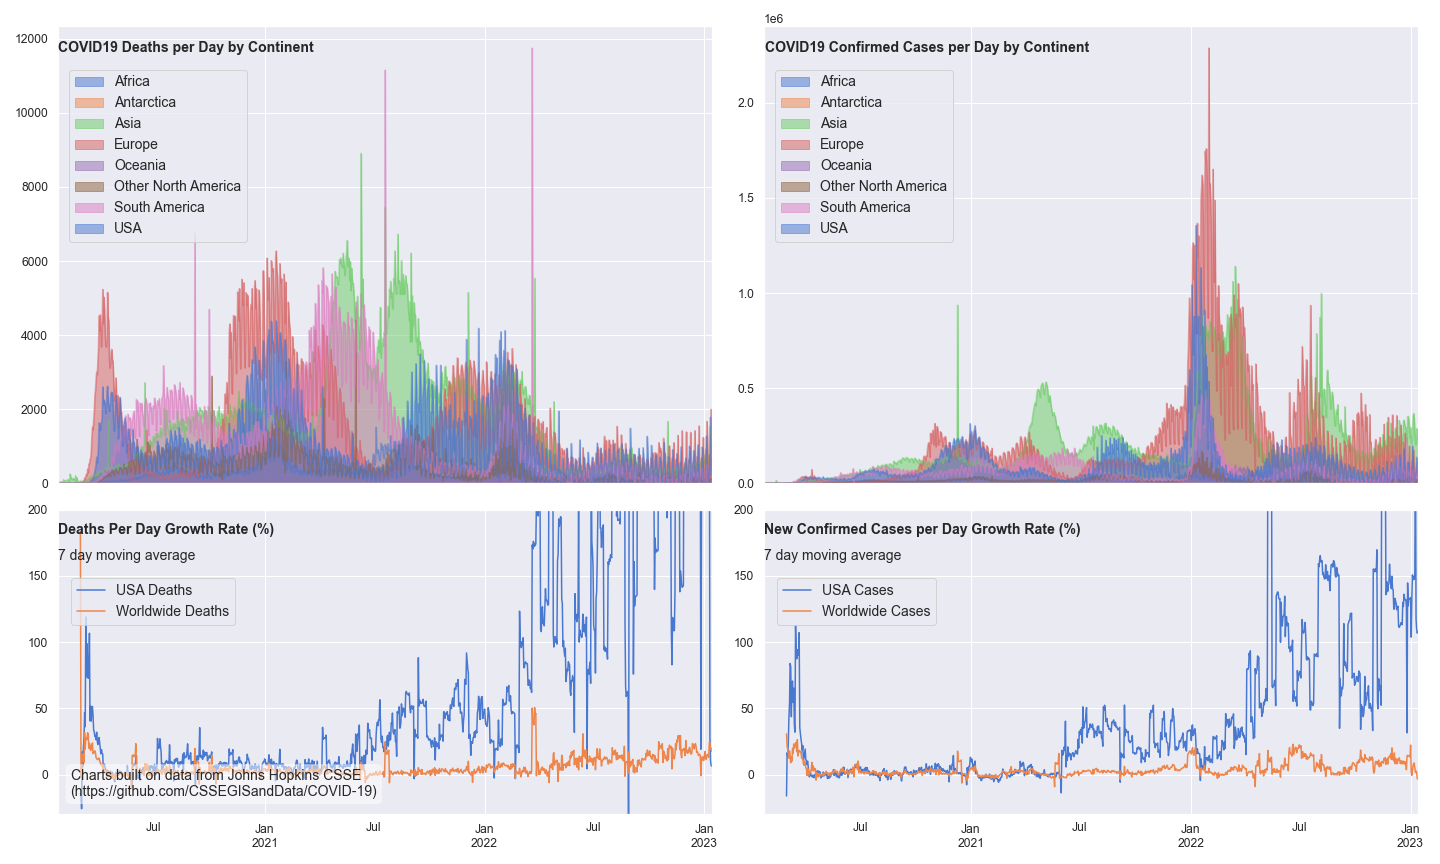 COVID19 Deaths per Day by Continent
12000
10000
8000
6000
4000
2000
0
Africa
Antarctica
Asia
Europe
Oceania
Other North America
South America
USA
1e6
COVID19 Confirmed Cases per Day by Continent
2.0
1.5
1.0
0.5
0.0
Africa
Antarctica
Asia
Europe
Oceania
Other North America
South America
USA
Deaths Per Day Growth Rate (%)
7 day moving average
200
150
100
50
0
USA Deaths
Worldwide Deaths
Charts built on data from Johns Hopkins CSSE
(https://github.com/CSSEGISandData/COVID-19)
Jul
Jan
2021
Jul
Jan
2022
Jul
Jan
2023
New Confirmed Cases per Day Growth Rate (%)
7 day moving average
200
150
100
50
0
USA Cases
Worldwide Cases
Jul
Jan
2021
Jul
Jan
2022
Jul
Jan
2023